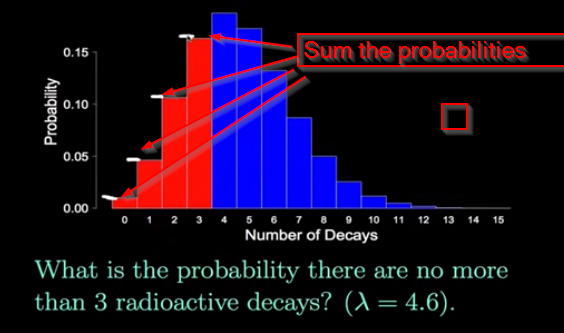 Sum the probabilities
0.15
0.10
0.05
0.00
Probability
0 1 2 3 4 5 6 7 8 9 10 11 12 13 14 15
Number of Decays
What is the probability there are no more
than 3 radioactive decays? (λ = 4.6).